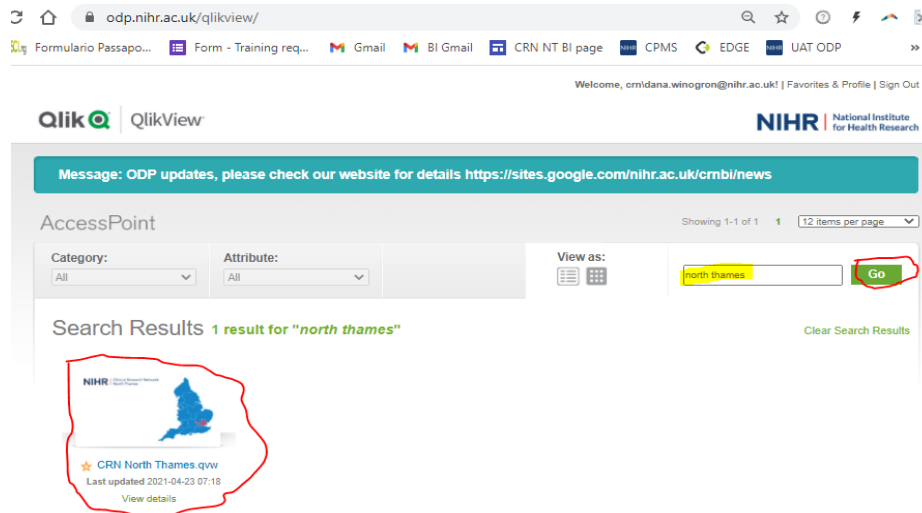 odp.nihr.ac.uk/qlikview/
Formulario Passapo... Form - Training req... Gmail BI Gmail CRN NT BI page CPMS EDGE UAT ODP »
Welcome, crn\dana.winogron@nihr.ac.uk! | Favorites & Profile | Sign Out
Qlik QlikView
NIHR | National Institute
for Health Research
Message: ODP updates, please check our website for details https://sites.google.com/nihr.ac.uk/crnbi/news
AccessPoint
Showing 1-1 of 1 1 12 items per page
Category: Attribute: View as:
All All north thames Go
Search Results 1 result for "north thames"
Clear Search Results
NIHR | Clinical Research Network
North Thames
CRN North Thames.qvw
Last updated 2021-04-23 07:18
View details